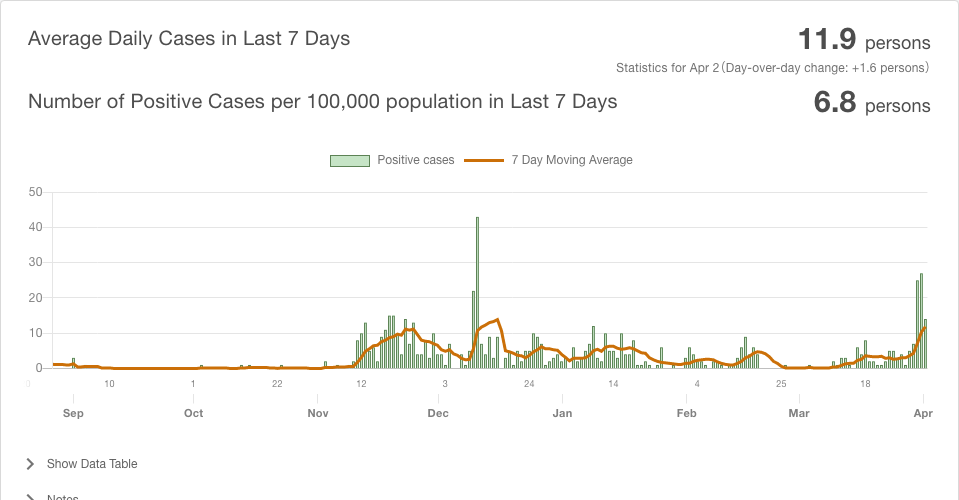 Average Daily Cases in Last 7 Days
11.9 persons
Statistics for Apr 2 (Day-over-day change: +1.6 persons)
Number of Positive Cases per 100,000 population in Last 7 Days
6.8 persons
Positive cases 7 Day Moving Average
50
40
30
20
10
0
0 10 1 22 12 3 24 14 4 25 18
Sep Oct Nov Dec Jan Feb Mar Apr
Show Data Table
Notes